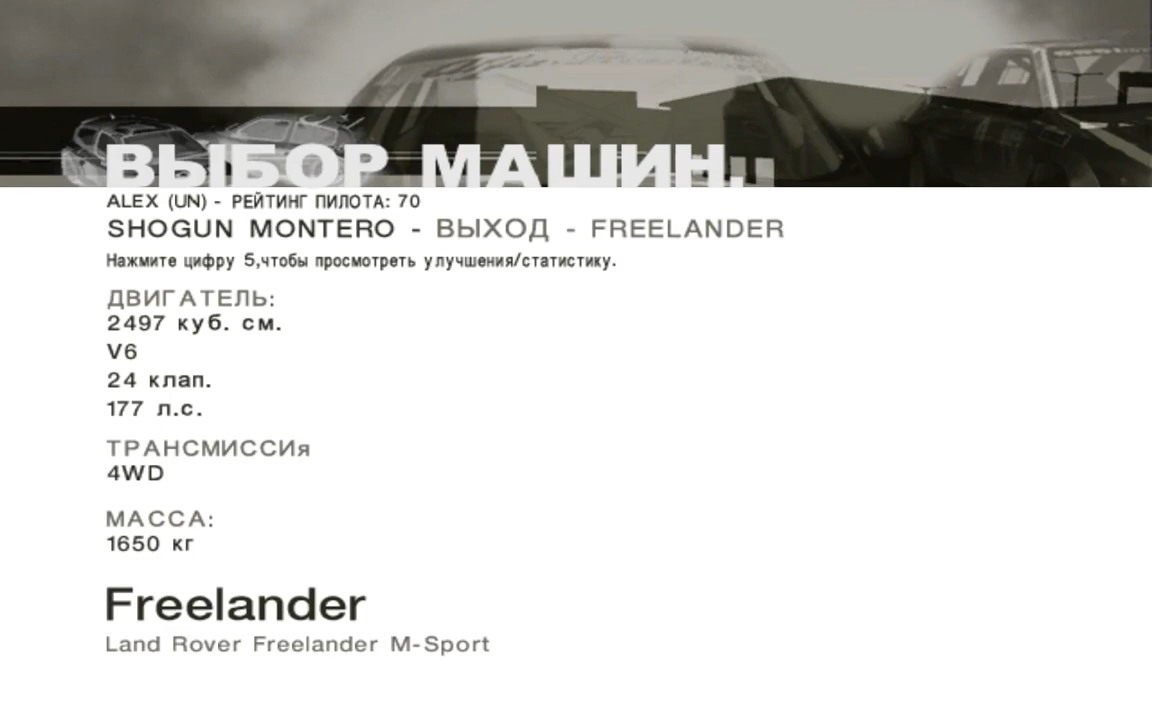 ВЫБОР МАШИН..
ALEX (UN) - РЕЙТИНГ ПИЛОТА: 70
SHOGUN MONTERO - ВЫХОД - FREELANDER
Нажмите цифру 5,чтобы просмотреть улучшения/статистику.
ДВИГАТЕЛЬ:
2497 куб. см.
V6
24 клап.
177 л.с.
ТРАНСМИССИя
4WD
МАССА:
1650 кг
Freelander
Land Rover Freelander M-Sport